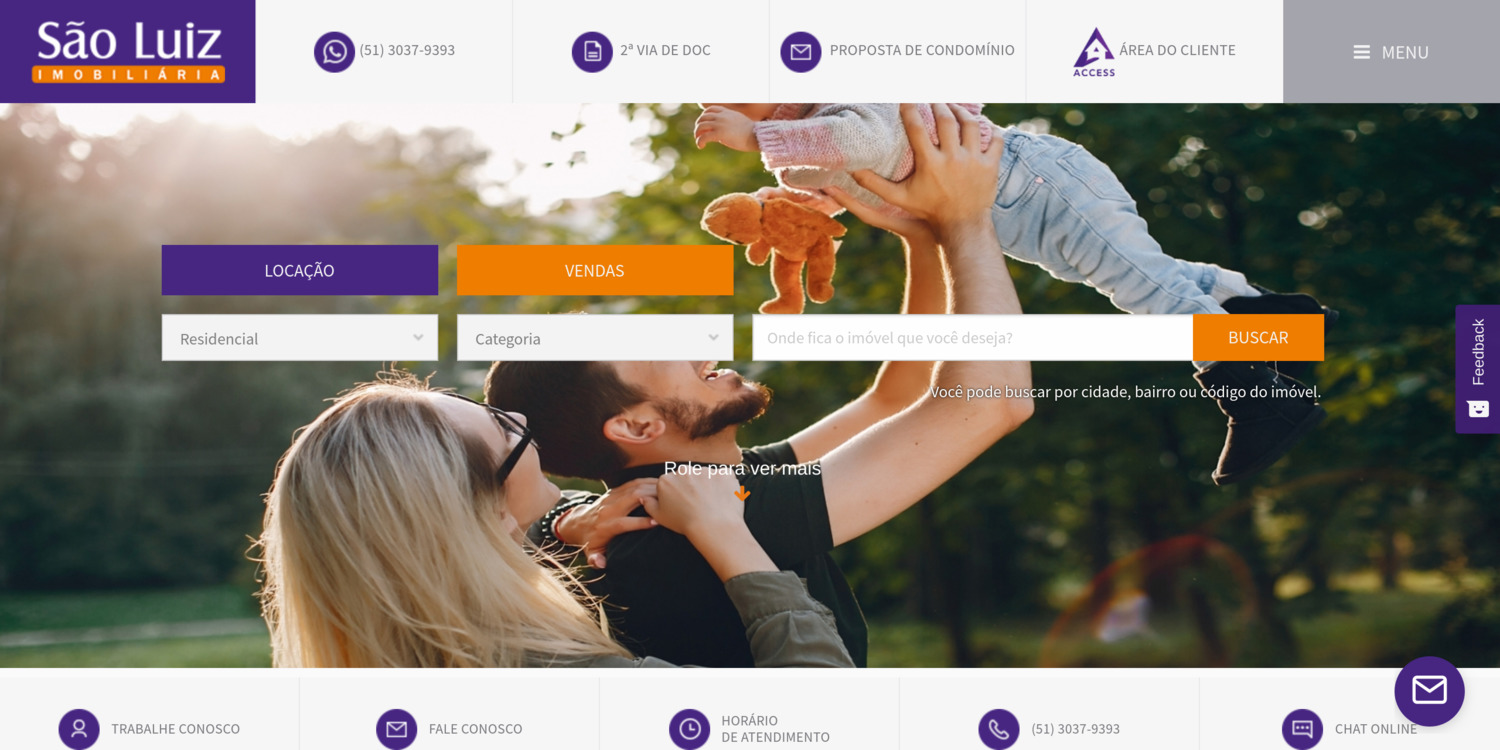 São Luiz
IMOBILIÁRIA
(51) 3037-9393
2ª VIA DE DOC
PROPOSTA DE CONDOMÍNIO
ACCESS
ÁREA DO CLIENTE
MENU
LOCAÇÃO
VENDAS
Residencial
Categoria
Onde fica o imóvel que você deseja?
BUSCAR
Você pode buscar por cidade, bairro ou código do imóvel.
Feedback
Role para ver mais
TRABALHE CONOSCO
FALE CONOSCO
HORÁRIO
DE ATENDIMENTO
(51) 3037-9393
CHAT ONLINE